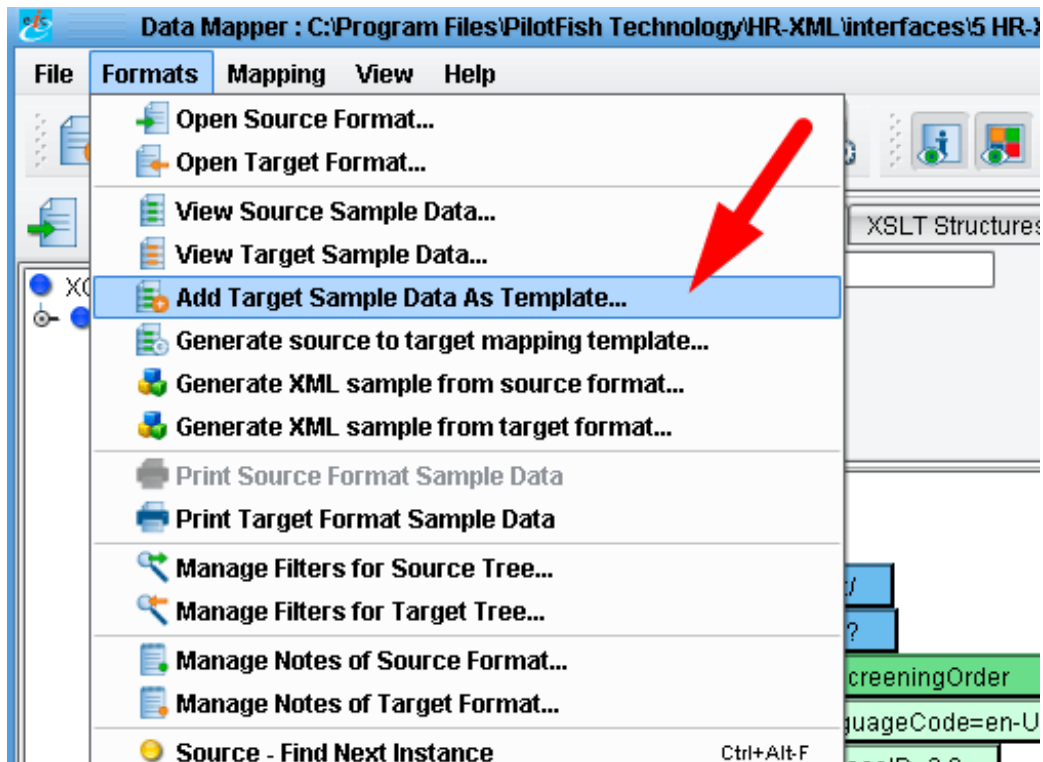 eis Data Mapper : C:\Program Files\PilotFish Technology\HR-XML\interfaces\5 HR-X
File Formats Mapping View Help
Open Source Format...
Open Target Format...
View Source Sample Data...
XSLT Structures
View Target Sample Data...
Add Target Sample Data As Template...
Generate source to target mapping template...
Generate XML sample from source format...
Generate XML sample from target format...
Print Source Format Sample Data
Print Target Format Sample Data
Manage Filters for Source Tree...
Manage Filters for Target Tree...
?
Manage Notes of Source Format...
creeningOrder
Manage Notes of Target Format...
guageCode=en-U
Source - Find Next Instance Ctrl+Alt-F